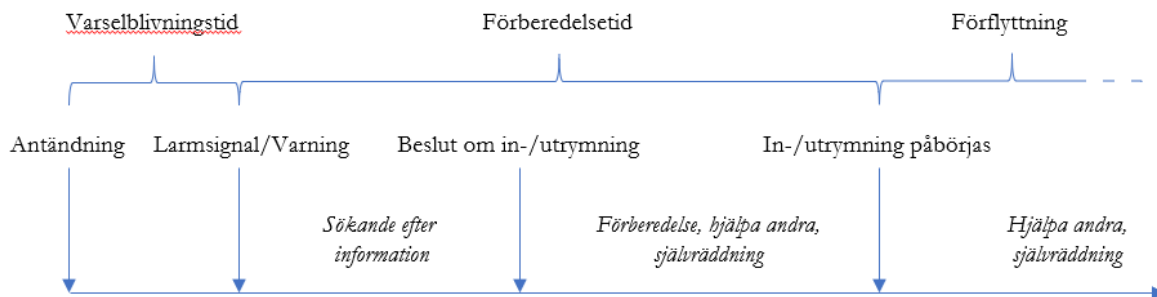 Varselblivningstid
Förberedelsetid
Förflyttning
Antändning
Larmsignal/Varning
Beslut om in-/utrymning
In-/utrymning påbörjas
Sökande efter
information
Förberedelse, hjälpa andra,
självräddning
Hjälpa andra,
självräddning